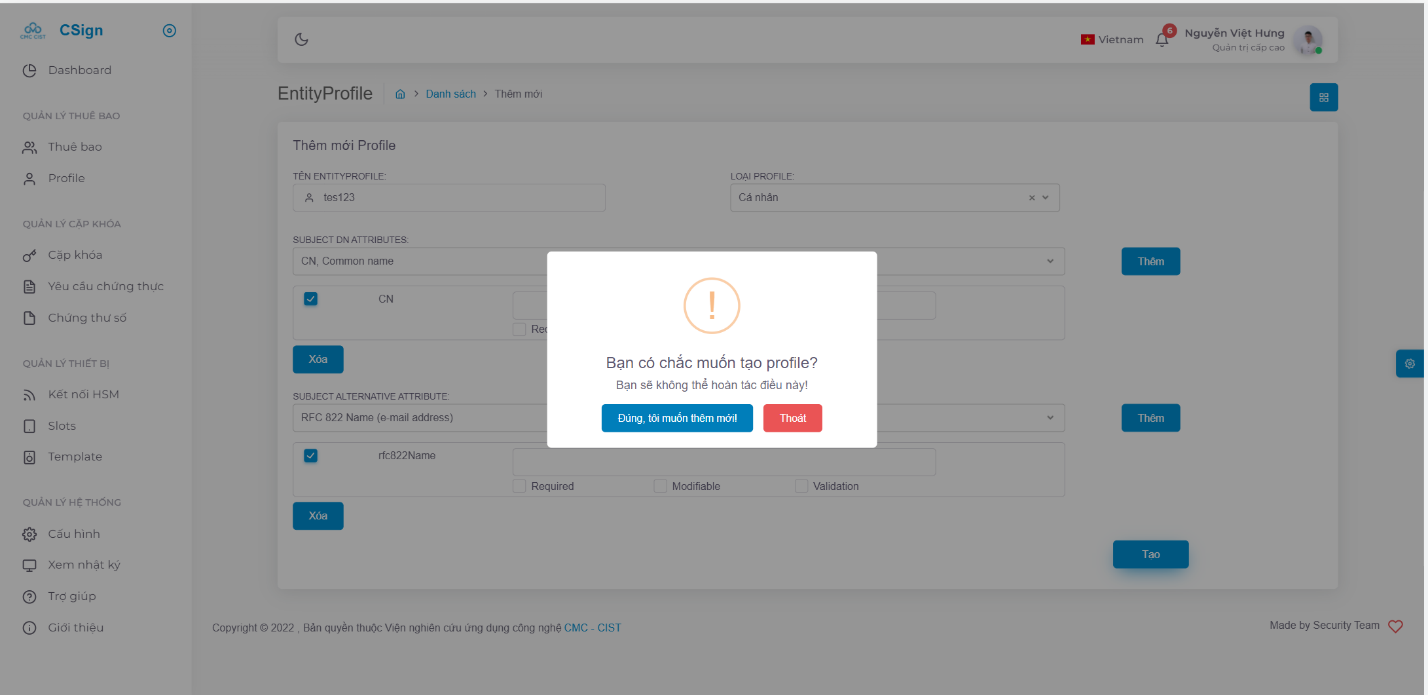 CMC CIST
CSign
Dashboard
QUẢN LÝ THUÊ BAO
Thuê bao
Profile
QUẢN LÝ CẶP KHÓA
Cặp khóa
Yêu cầu chứng thực
Chứng thư số
QUẢN LÝ THIẾT BỊ
Kết nối HSM
Slots
Template
QUẢN LÝ HỆ THỐNG
Cấu hình
Xem nhật ký
Trợ giúp
Giới thiệu
Vietnam
6
Nguyễn Việt Hưng
Quản trị cấp cao
EntityProfile
Danh sách > Thêm mới
Thêm mới Profile
TÊN ENTITYPROFILE:
LOẠI PROFILE:
tes123
Cá nhân
SUBJECT DN ATTRIBUTES:
CN, Common name
Thêm
CN
Rec
Xóa
Bạn có chắc muốn tạo profile?
Bạn sẽ không thể hoàn tác điều này!
Đúng, tôi muốn thêm mới!
Thoát
SUBJECT ALTERNATIVE ATTRIBUTE:
RFC 822 Name (e-mail address)
Thêm
rfc822Name
Required
Modifiable
Validation
Xóa
Tạo
Copyright © 2022 , Bản quyền thuộc Viện nghiên cứu ứng dụng công nghệ CMC - CIST
Made by Security Team